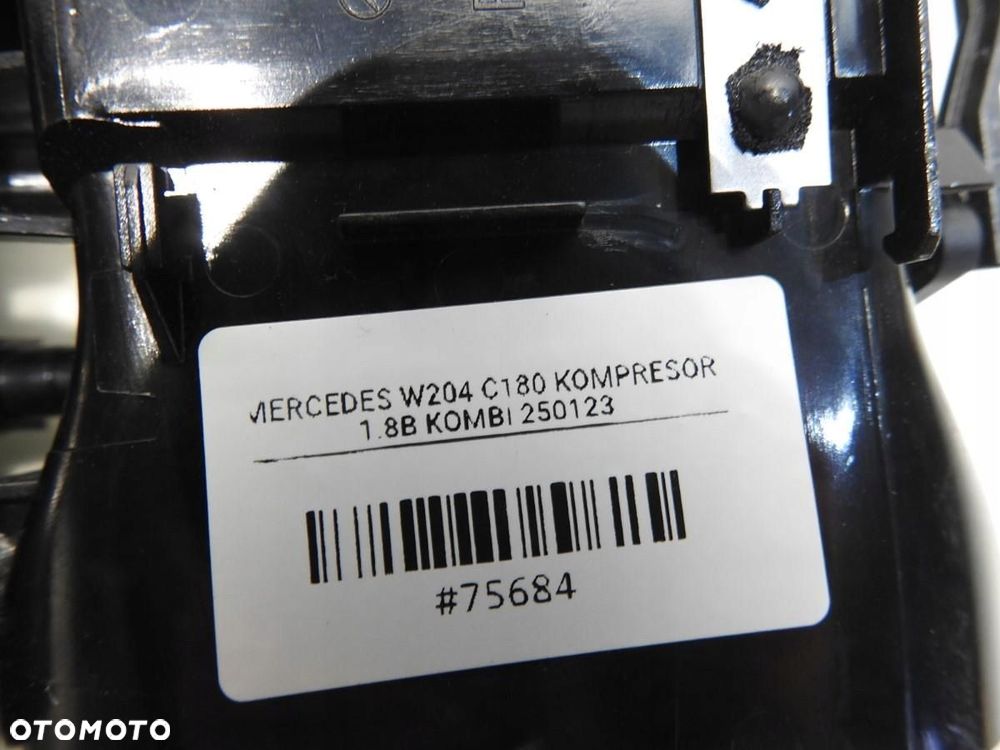 MERCEDES W204 C180 KOMPRESOR
1.8B KOMBI 250123
#75684
OTOMOTO